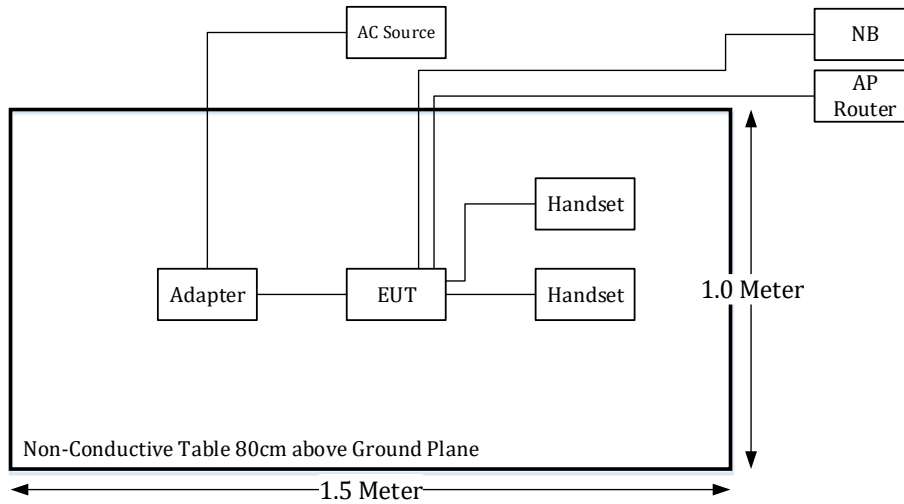 AC Source
NB
AP
Router
Handset
Adapter
EUT
Handset
1.0 Meter
Non-Conductive Table 80cm above Ground Plane
1.5 Meter